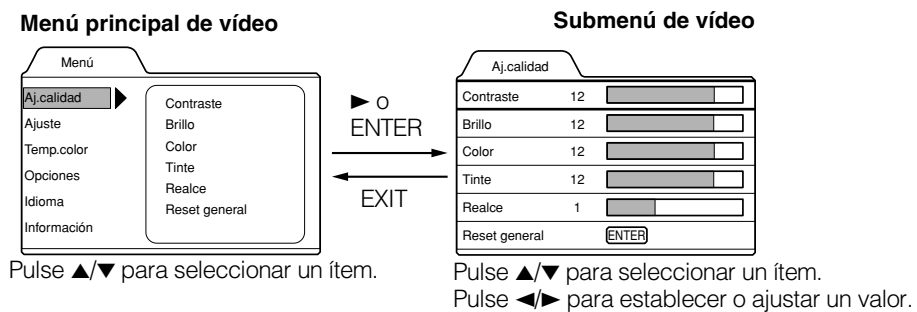 Menú principal de vídeo
Menú
Aj.calidad
Ajuste
Temp.color
Opciones
Idioma
Información
Contraste
Brillo
Color
Tinte
Realce
Reset general
Pulse ▲/▼ para seleccionar un ítem.
► o
ENTER
EXIT
Submenú de vídeo
Aj.calidad
Contraste 12
Brillo 12
Color 12
Tinte 12
Realce 1
Reset general ENTER
Pulse ▲/▼ para seleccionar un ítem.
Pulse ◄/► para establecer o ajustar un valor.